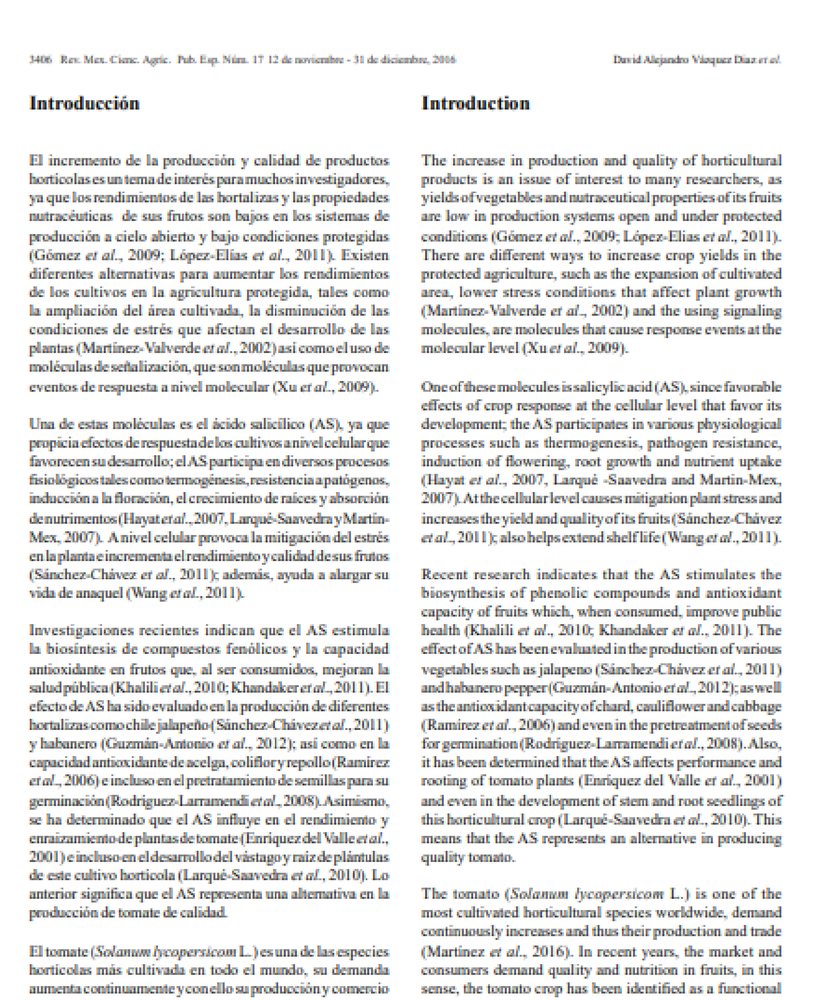 3406 Rev. Mex. Cienc. Agríc. Pub. Esp. Núm. 17 12 de noviembre - 31 de diciembre, 2016
David Alejandro Vázquez Díaz et al.
Introducción
El incremento de la producción y calidad de productos
hortícolas es un tema de interés para muchos investigadores,
ya que los rendimientos de las hortalizas y las propiedades
nutracéuticas de sus frutos son bajos en los sistemas de
producción a cielo abierto y bajo condiciones protegidas
(Gómez et al., 2009; López-Elías et al., 2011). Existen
diferentes alternativas para aumentar los rendimientos
de los cultivos en la agricultura protegida, tales como
la ampliación del área cultivada, la disminución de las
condiciones de estrés que afectan el desarrollo de las
plantas (Martínez-Valverde et al., 2002) así como el uso de
moléculas de señalización, que son moléculas que provocan
eventos de respuesta a nivel molecular (Xu et al., 2009).
Una de estas moléculas es el ácido salicílico (AS), ya que
propicia efectos de respuesta de los cultivos a nivel celular que
favorecen su desarrollo; el AS participa en diversos procesos
fisiológicos tales como termogénesis, resistencia a patógenos,
inducción a la floración, el crecimiento de raíces y absorción
de nutrimentos (Hayat et al., 2007, Larqué-Saavedra y Martín-
Mex, 2007). A nivel celular provoca la mitigación del estrés
en la planta e incrementa el rendimiento y calidad de sus frutos
(Sánchez-Chávez et al., 2011); además, ayuda a alargar su
vida de anaquel (Wang et al., 2011).
Investigaciones recientes indican que el AS estimula
la biosíntesis de compuestos fenólicos y la capacidad
antioxidante en frutos que, al ser consumidos, mejoran la
salud pública (Khalili et al., 2010; Khandaker et al., 2011). El
efecto de AS ha sido evaluado en la producción de diferentes
hortalizas como chile jalapeño (Sánchez-Chávez et al., 2011)
y habanero (Guzmán-Antonio et al., 2012); así como en la
capacidad antioxidante de acelga, coliflor y repollo (Ramírez
et al., 2006) e incluso en el pretratamiento de semillas para su
germinación (Rodríguez-Larramendi et al., 2008). Asimismo,
se ha determinado que el AS influye en el rendimiento y
enraizamiento de plantas de tomate (Enríquez del Valle et al.,
2001) e incluso en el desarrollo del vástago y raíz de plántulas
de este cultivo hortícola (Larqué-Saavedra et al., 2010). Lo
anterior significa que el AS representa una alternativa en la
producción de tomate de calidad.
El tomate (Solanum lycopersicom L.) es una de las especies
hortícolas más cultivada en todo el mundo, su demanda
aumenta continuamente y con ello su producción y comercio
Introduction
The increase in production and quality of horticultural
products is an issue of interest to many researchers, as
yields of vegetables and nutraceutical properties of its fruits
are low in production systems open and under protected
conditions (Gómez et al., 2009; López-Elías et al., 2011).
There are different ways to increase crop yields in the
protected agriculture, such as the expansion of cultivated
area, lower stress conditions that affect plant growth
(Martínez-Valverde et al., 2002) and the using signaling
molecules, are molecules that cause response events at the
molecular level (Xu et al., 2009).
One of these molecules is salicylic acid (AS), since favorable
effects of crop response at the cellular level that favor its
development; the AS participates in various physiological
processes such as thermogenesis, pathogen resistance,
induction of flowering, root growth and nutrient uptake
(Hayat et al., 2007, Larqué -Saavedra and Martín-Mex,
2007). At the cellular level causes mitigation plant stress and
increases the yield and quality of its fruits (Sánchez-Chávez
et al., 2011); also helps extend shelf life (Wang et al., 2011).
Recent research indicates that the AS stimulates the
biosynthesis of phenolic compounds and antioxidant
capacity of fruits which, when consumed, improve public
health (Khalili et al., 2010; Khandaker et al., 2011). The
effect of AS has been evaluated in the production of various
vegetables such as jalapeno (Sánchez-Chávez et al., 2011)
and habanero pepper (Guzmán-Antonio et al., 2012); as well
as the antioxidant capacity of chard, cauliflower and cabbage
(Ramírez et al., 2006) and even in the pretreatment of seeds
for germination (Rodríguez-Larramendi et al., 2008). Also,
it has been determined that the AS affects performance and
rooting of tomato plants (Enríquez del Valle et al., 2001)
and even in the development of stem and root seedlings of
this horticultural crop (Larqué-Saavedra et al., 2010). This
means that the AS represents an alternative in producing
quality tomato.
The tomato (Solanum lycopersicom L.) is one of the
most cultivated horticultural species worldwide, demand
continuously increases and thus their production and trade
(Martínez et al., 2016). In recent years, the market and
consumers demand quality and nutrition in fruits, in this
sense, the tomato crop has been identified as a functional